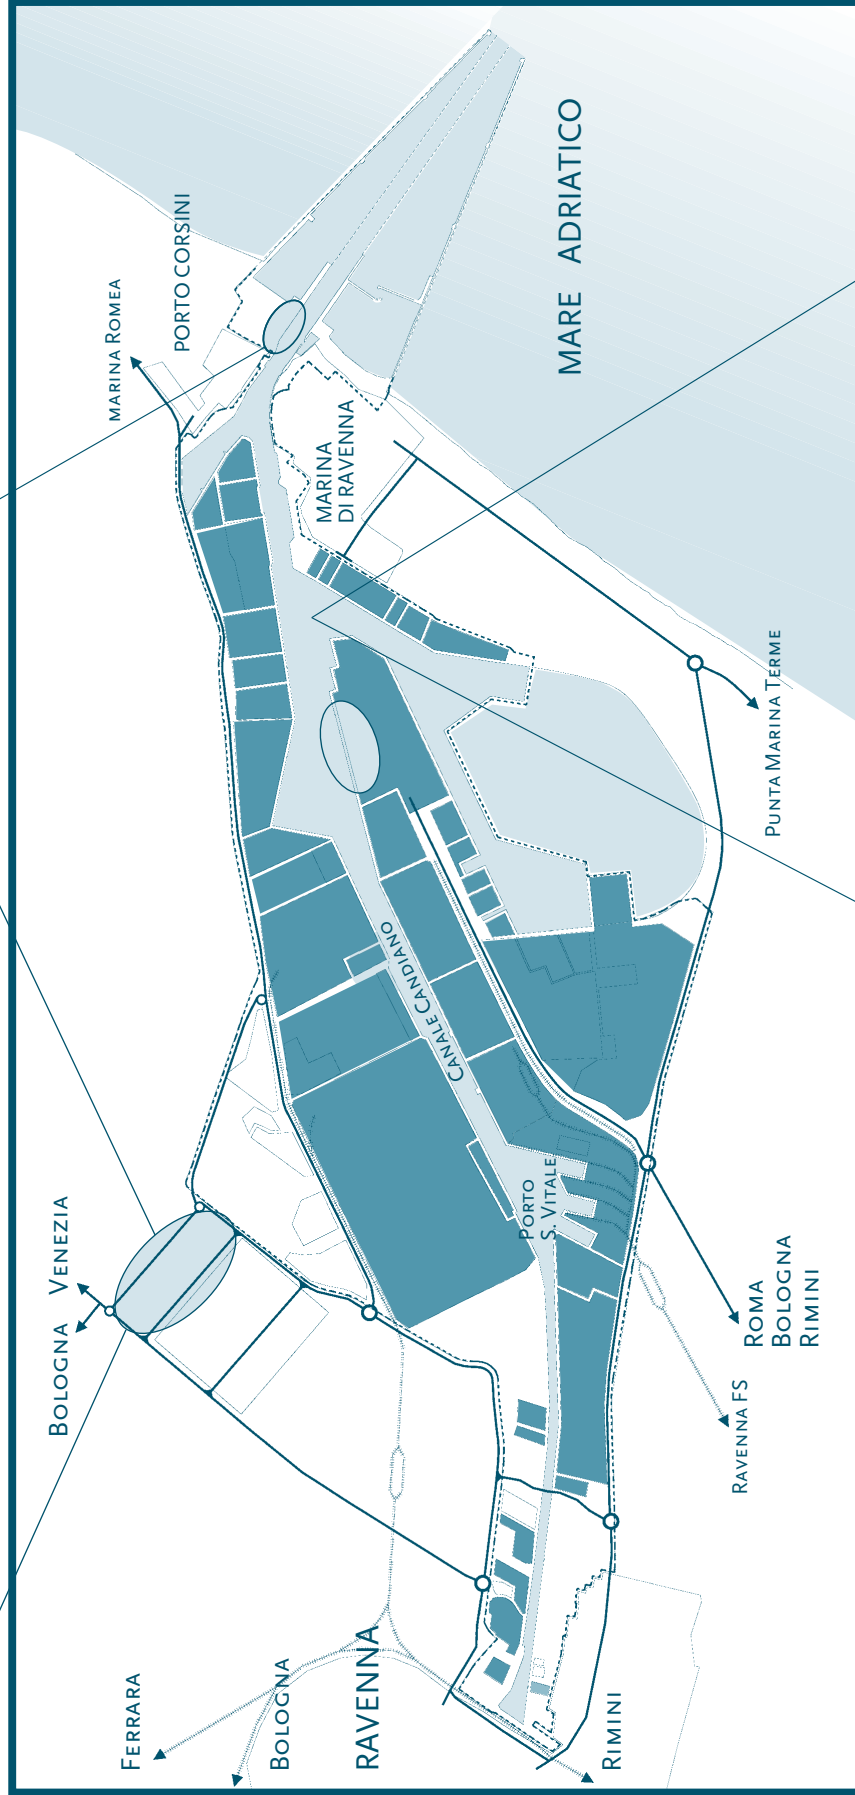 FERRARA
BOLOGNA
RAVENNA
RIMINI
BOLOGNA
VENEZIA
RAVENNA FS
ROMA
BOLOGNA
RIMINI
PORTO
S. VITALE
CANALE CANDIANO
PUNTA MARINA TERME
MARINA
DI RAVENNA
MARINA ROMEA
PORTO CORSINI
MARE ADRIATICO